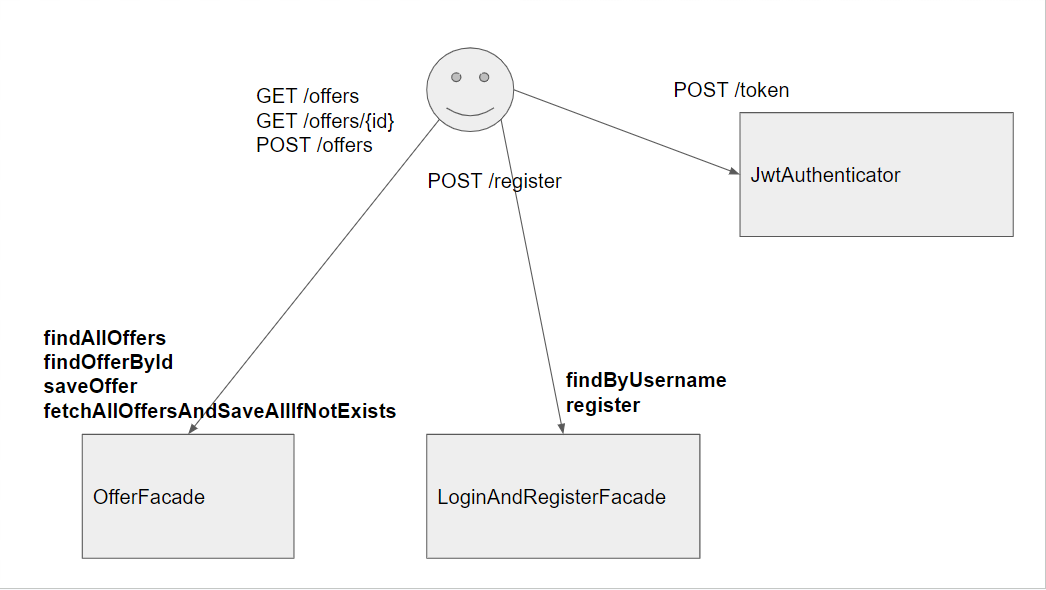 GET /offers
GET /offers/{id}
POST /offers
POST /token
JwtAuthenticator
POST /register
findAllOffers
findOfferById
saveOffer
fetchAllOffersAndSaveAllIfNotExists
findByUsername
register
OfferFacade
LoginAndRegisterFacade